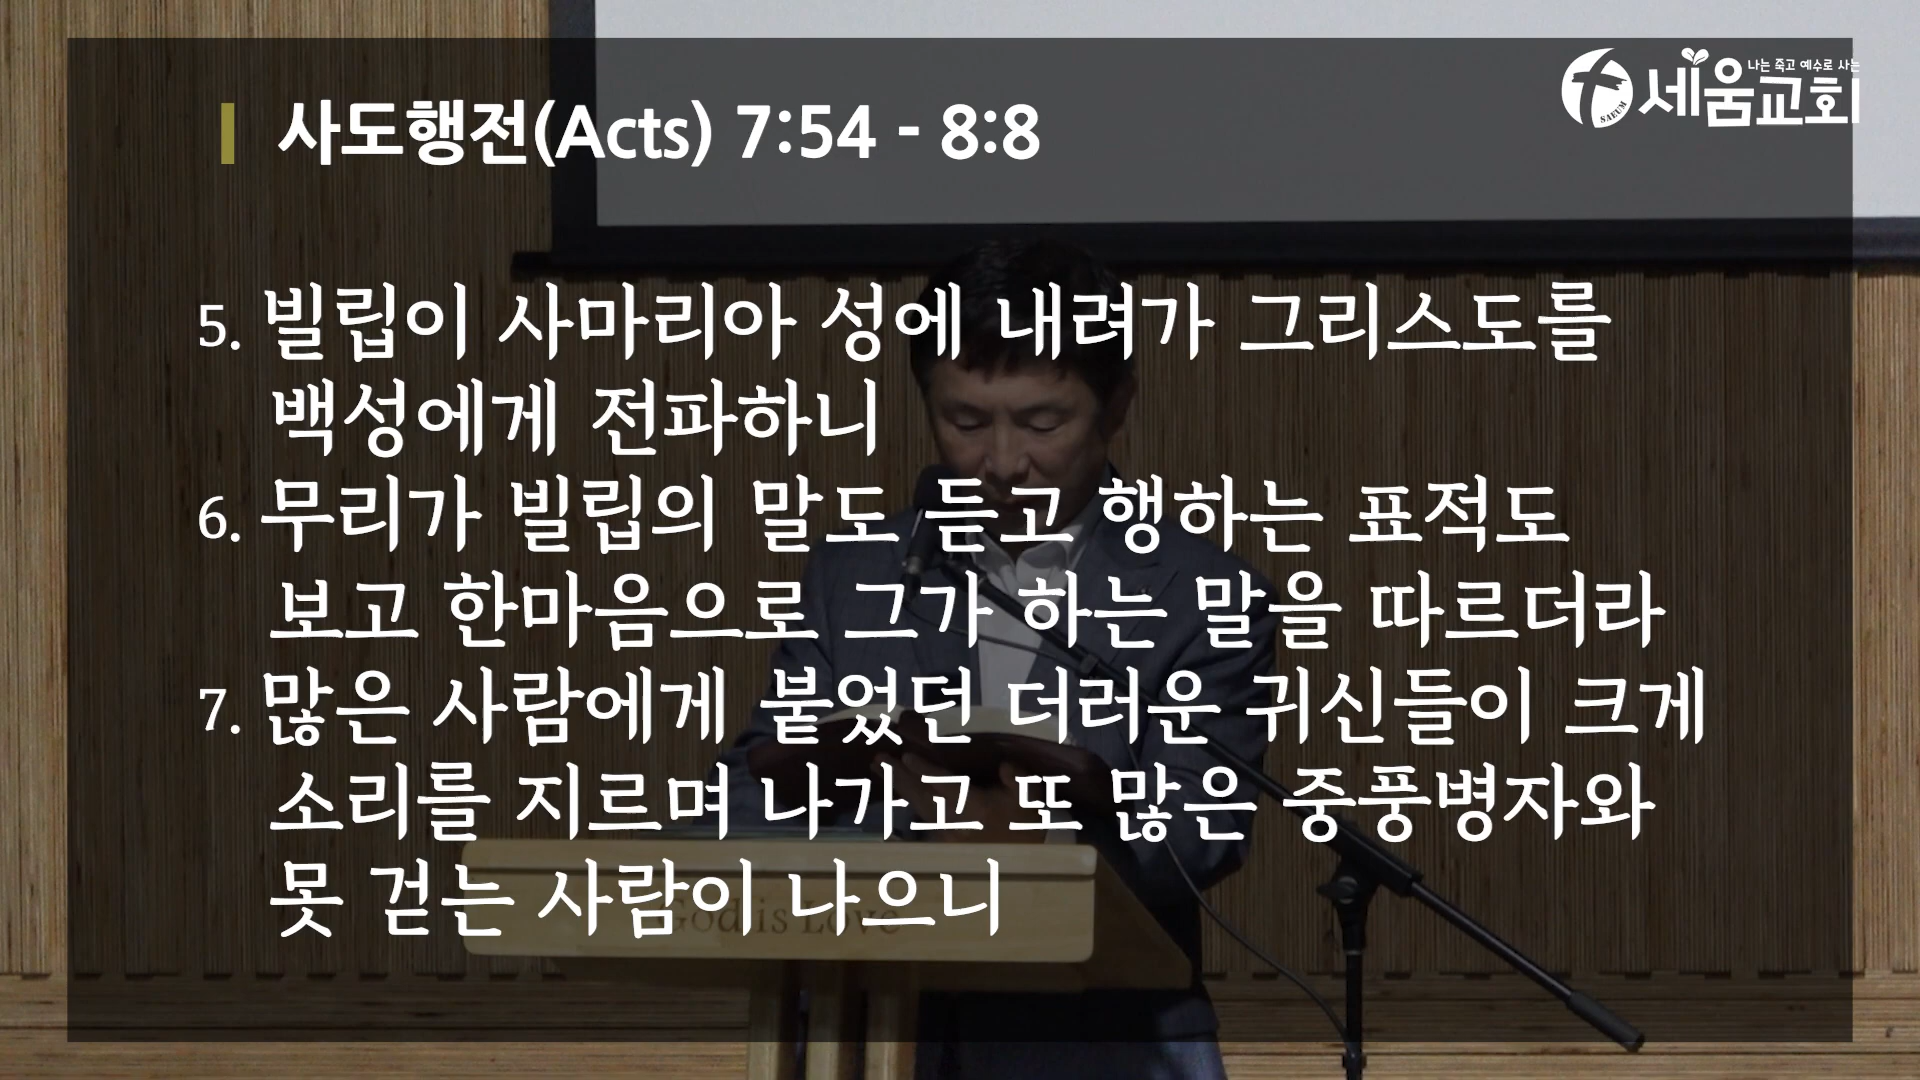 나는 죽고 예수로 사는
세움교회
SAEUM
사도행전(Acts) 7:54 - 8:8
5. 빌립이 사마리아 성에 내려가 그리스도를
백성에게 전파하니
6. 무리가 빌립의 말도 듣고 행하는 표적도
보고 한마음으로 그가 하는 말을 따르더라
7. 많은 사람에게 붙었던 더러운 귀신들이 크게
소리를 지르며 나가고 또 많은 중풍병자와
못 걷는 사람이 나으니
God is Love